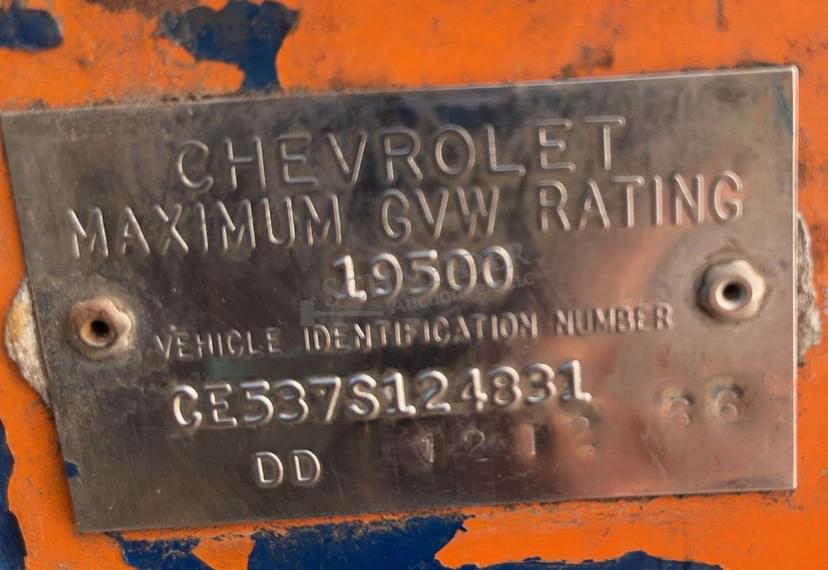 CHEVROLET
MAXIMUM GVW RATING
19500
VEHICLE IDENTIFICATION NUMBER
CE537S124831
DD